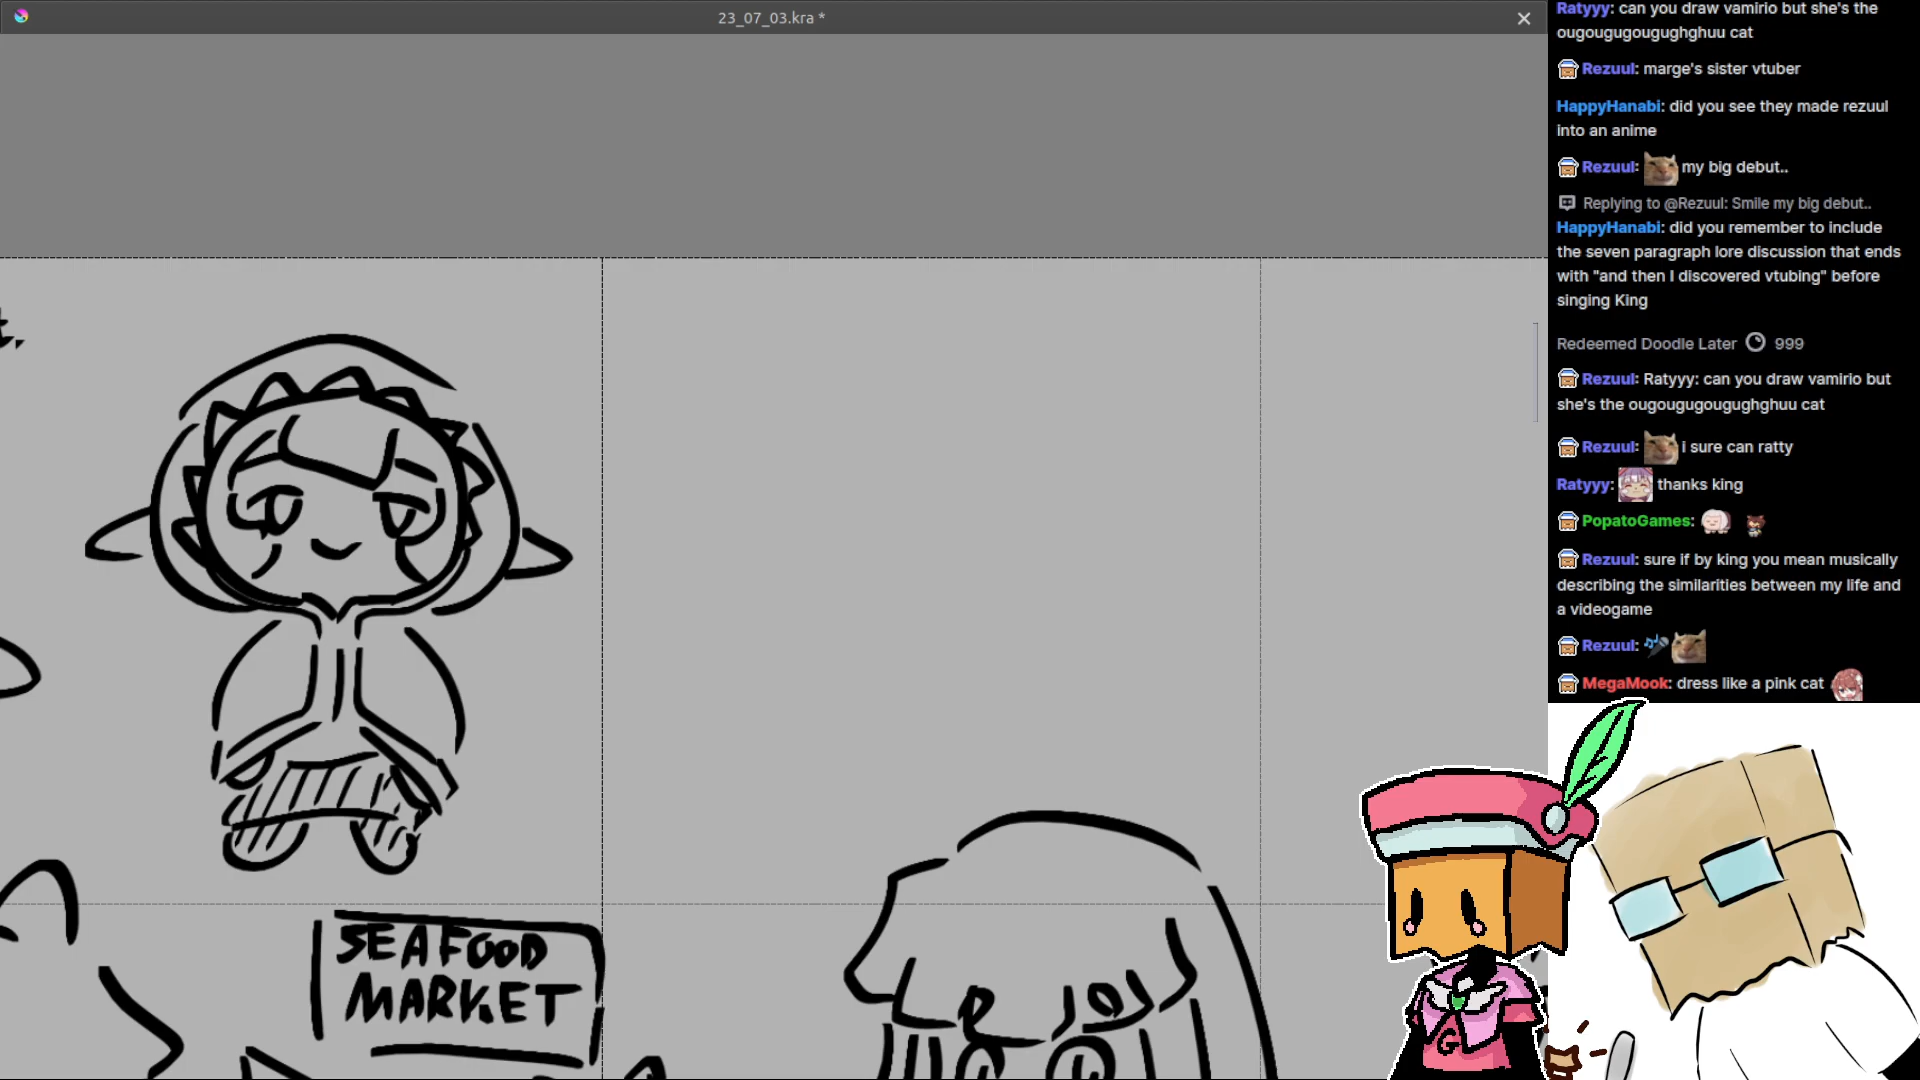 23_07_03.kra *
t,
SEAFOOD
MARKET
G
Ratyyy: can you draw vamirio but she's the
ougougugougughghuu cat
Rezuul: marge's sister vtuber
HappyHanabi: did you see they made rezuul
into an anime
Rezuul: my big debut..
Replying to @Rezuul: Smile my big debut..
HappyHanabi: did you remember to include
the seven paragraph lore discussion that ends
with "and then I discovered vtubing" before
singing King
Redeemed Doodle Later 999
Rezuul: Ratyyy: can you draw vamirio but
she's the ougougugougughghuu cat
Rezuul: i sure can ratty
Ratyyy: thanks king
PopatoGames:
Rezuul: sure if by king you mean musically
describing the similarities between my life and
a videogame
Rezuul:
MegaMook: dress like a pink cat